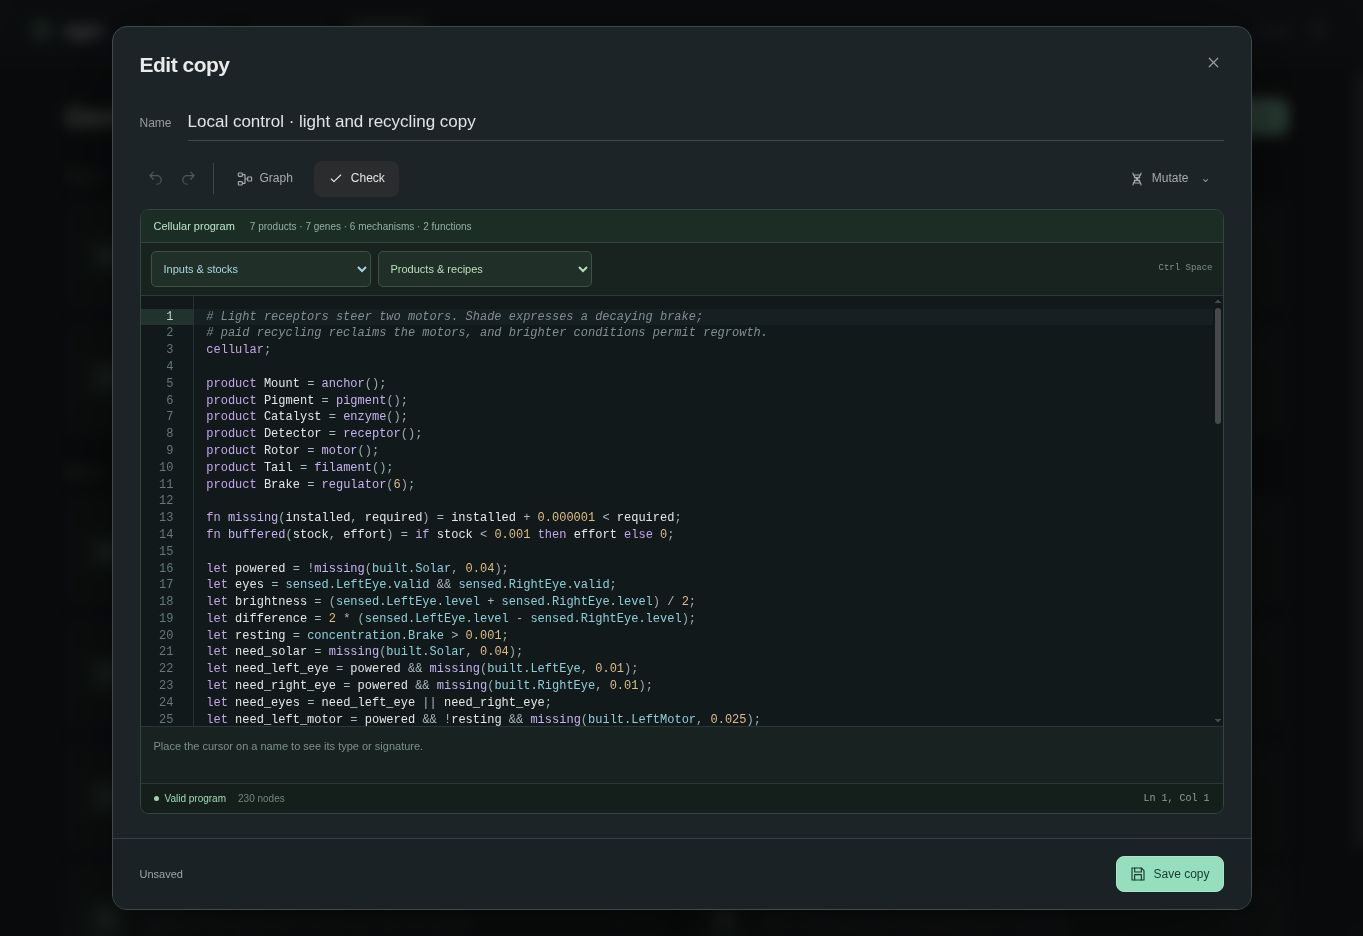 Edit copy
Name Local control · light and recycling copy
Graph Check Mutate
Cellular program 7 products · 7 genes · 6 mechanisms · 2 functions
Inputs & stocks Products & recipes Ctrl Space
1 # Light receptors steer two motors. Shade expresses a decaying brake;
2 # paid recycling reclaims the motors, and brighter conditions permit regrowth.
3 cellular;
4
5 product Mount = anchor();
6 product Pigment = pigment();
7 product Catalyst = enzyme();
8 product Detector = receptor();
9 product Rotor = motor();
10 product Tail = filament();
11 product Brake = regulator(6);
12
13 fn missing(installed, required) = installed + 0.000001 < required;
14 fn buffered(stock, effort) = if stock < 0.001 then effort else 0;
15
16 let powered = !missing(built.Solar, 0.04);
17 let eyes = sensed.LeftEye.valid && sensed.RightEye.valid;
18 let brightness = (sensed.LeftEye.level + sensed.RightEye.level) / 2;
19 let difference = 2 * (sensed.LeftEye.level - sensed.RightEye.level);
20 let resting = concentration.Brake > 0.001;
21 let need_solar = missing(built.Solar, 0.04);
22 let need_left_eye = powered && missing(built.LeftEye, 0.01);
23 let need_right_eye = powered && missing(built.RightEye, 0.01);
24 let need_eyes = need_left_eye || need_right_eye;
25 let need_left_motor = powered && !resting && missing(built.LeftMotor, 0.025);
Place the cursor on a name to see its type or signature.
Valid program 230 nodes Ln 1, Col 1
Unsaved Save copy